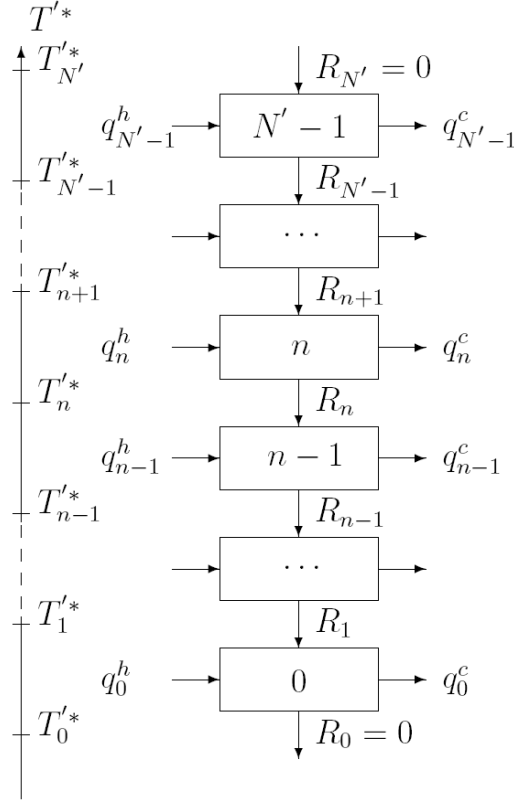 T'*
T'*_{N'}
R_{N'} = 0
q^h_{N'-1} N' - 1 q^c_{N'-1}
T'*_{N'-1}
R_{N'-1}
···
T'*_{n+1}
R_{n+1}
q^h_n n q^c_n
T'*_n
R_n
q^h_{n-1} n - 1 q^c_{n-1}
T'*_{n-1}
R_{n-1}
···
T'*_1
R_1
q^h_0 0 q^c_0
T'*_0
R_0 = 0